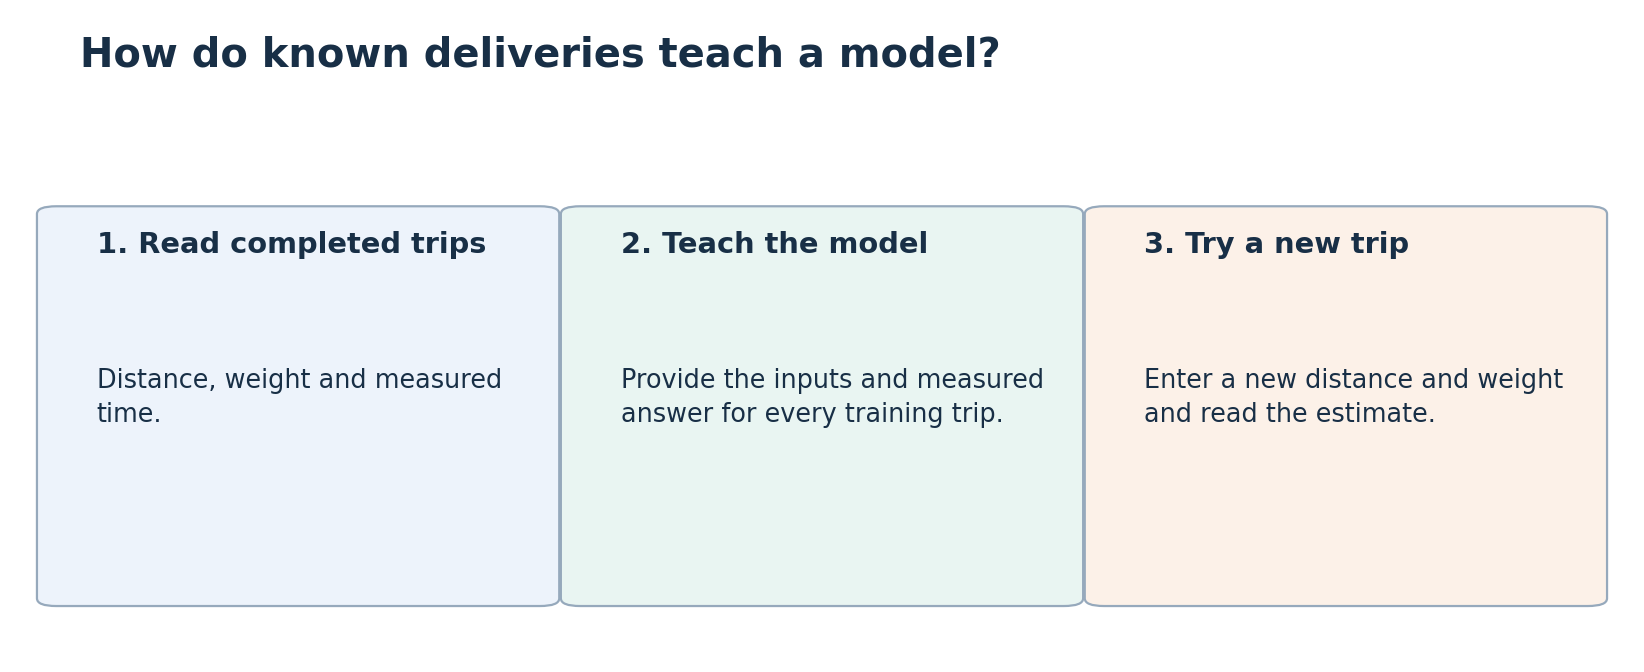 How do known deliveries teach a model?
1. Read completed trips
Distance, weight and measured
time.
2. Teach the model
Provide the inputs and measured
answer for every training trip.
3. Try a new trip
Enter a new distance and weight
and read the estimate.